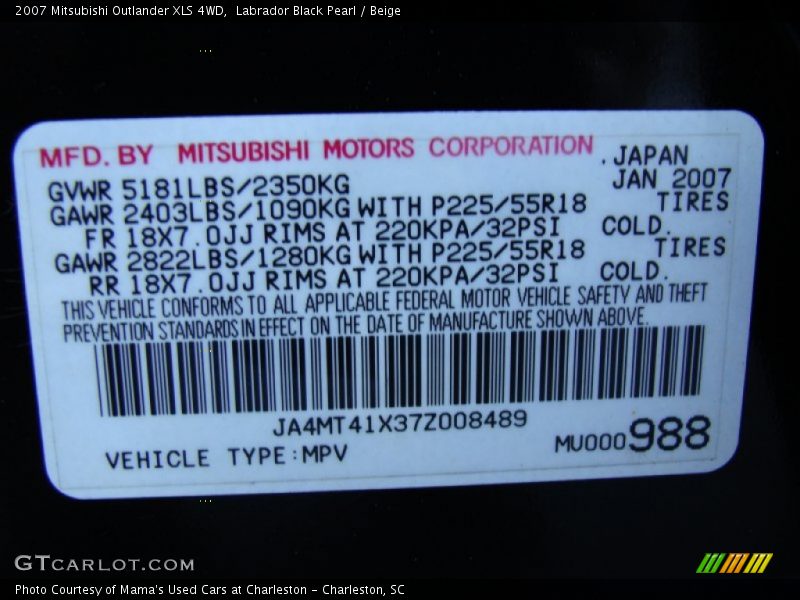 2007 Mitsubishi Outlander XLS 4WD,  Labrador Black Pearl / Beige
MFD. BY MITSUBISHI MOTORS CORPORATION . JAPAN
GVWR 5181LBS/2350KG JAN 2007
GAWR 2403LBS/1090KG WITH P225/55R18 TIRES
FR 18X7.0JJ RIMS AT 220KPA/32PSI COLD.
GAWR 2822LBS/1280KG WITH P225/55R18 TIRES
RR 18X7.0JJ RIMS AT 220KPA/32PSI COLD.
THIS VEHICLE CONFORMS TO ALL APPLICABLE FEDERAL MOTOR VEHICLE SAFETY AND THEFT
PREVENTION STANDARDS IN EFFECT ON THE DATE OF MANUFACTURE SHOWN ABOVE.
JA4MT41X37Z008489
VEHICLE TYPE:MPV MU000988
GTCARLOT.COM
Photo Courtesy of Mama's Used Cars at Charleston - Charleston, SC